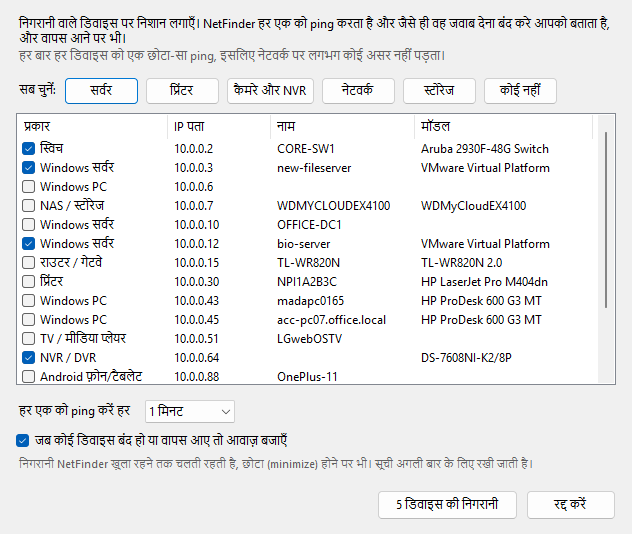 निगरानी वाले डिवाइस पर निशान लगाएँ। NetFinder हर एक को ping करता है और जैसे ही वह जवाब देना बंद करे आपको बताता है,
और वापस आने पर भी।
हर बार हर डिवाइस को एक छोटा-सा ping, इसलिए नेटवर्क पर लगभग कोई असर नहीं पड़ता।
सब चुनें: सर्वर प्रिंटर कैमरे और NVR नेटवर्क स्टोरेज कोई नहीं
प्रकार IP पता नाम मॉडल
स्विच 10.0.0.2 CORE-SW1 Aruba 2930F-48G Switch
Windows सर्वर 10.0.0.3 new-fileserver VMware Virtual Platform
Windows PC 10.0.0.6
NAS / स्टोरेज 10.0.0.7 WDMYCLOUDEX4100 WDMyCloudEX4100
Windows सर्वर 10.0.0.10 OFFICE-DC1
Windows सर्वर 10.0.0.12 bio-server VMware Virtual Platform
राउटर / गेटवे 10.0.0.15 TL-WR820N TL-WR820N 2.0
प्रिंटर 10.0.0.30 NPI1A2B3C HP LaserJet Pro M404dn
Windows PC 10.0.0.43 madapc0165 HP ProDesk 600 G3 MT
Windows PC 10.0.0.45 acc-pc07.office.local HP ProDesk 600 G3 MT
TV / मीडिया प्लेयर 10.0.0.51 LGwebOSTV
NVR / DVR 10.0.0.64 DS-7608NI-K2/8P
Android फ़ोन/टैबलेट 10.0.0.88 OnePlus-11
हर एक को ping करें हर 1 मिनट
जब कोई डिवाइस बंद हो या वापस आए तो आवाज़ बजाएँ
निगरानी NetFinder खुला रहने तक चलती रहती है, छोटा (minimize) होने पर भी। सूची अगली बार के लिए रखी जाती है।
5 डिवाइस की निगरानी रद्द करें